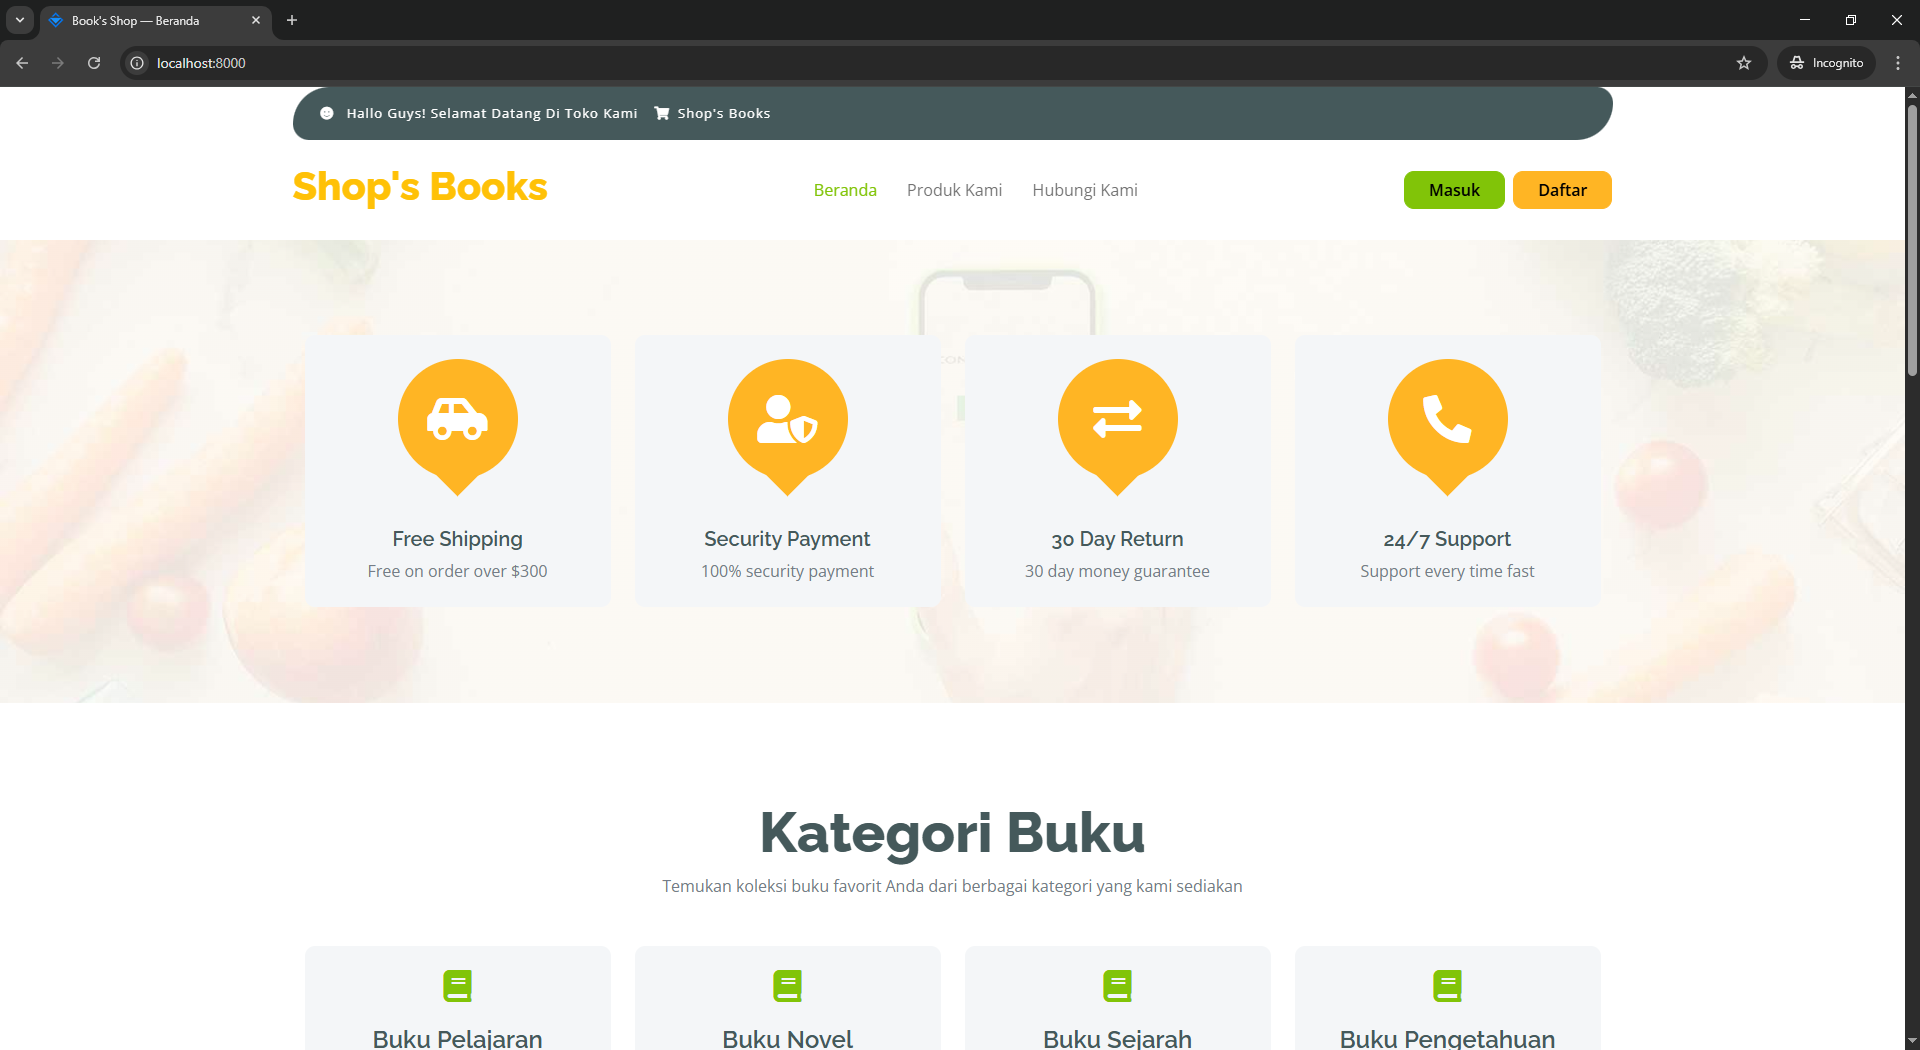 Book's Shop — Beranda
localhost:8000
Incognito
Hallo Guys! Selamat Datang Di Toko Kami Shop's Books
Shop's Books
Beranda Produk Kami Hubungi Kami
Masuk Daftar
Free Shipping
Free on order over $300
Security Payment
100% security payment
30 Day Return
30 day money guarantee
24/7 Support
Support every time fast
Kategori Buku
Temukan koleksi buku favorit Anda dari berbagai kategori yang kami sediakan
Buku Pelajaran
Buku Novel
Buku Sejarah
Buku Pengetahuan